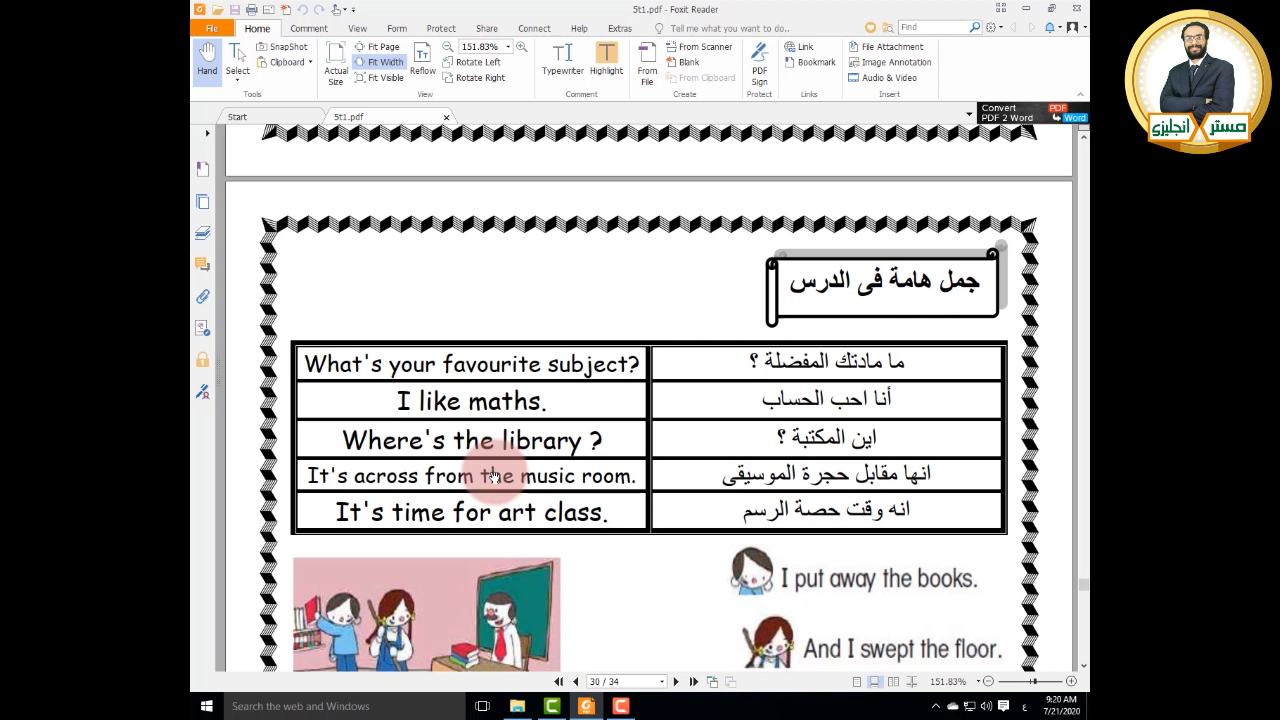 5t1.pdf - Foxit Reader
File Home Comment View Form Protect Share Connect Help Extras Tell me what you want to do.. Find
Hand
Select
SnapShot
Clipboard
Actual Size
Fit Page
Fit Width
Fit Visible
Reflow
151.83%
Rotate Left
Rotate Right
Typewriter
Highlight
From File
From Scanner
Blank
From Clipboard
PDF Sign
Link
Bookmark
File Attachment
Image Annotation
Audio & Video
Tools View Comment Create Protect Links Insert
Start 5t1.pdf
Convert PDF
PDF 2 Word Word
مستر X انجليزي
جمل هامة فى الدرس
What's your favourite subject? ما مادتك المفضلة ؟
I like maths. أنا احب الحساب
Where's the library ? اين المكتبة ؟
It's across from the music room. انها مقابل حجرة الموسيقى
It's time for art class. انه وقت حصة الرسم
I put away the books.
And I swept the floor.
30 / 34 151.83%
Search the web and Windows
ع 9:20 AM
7/21/2020